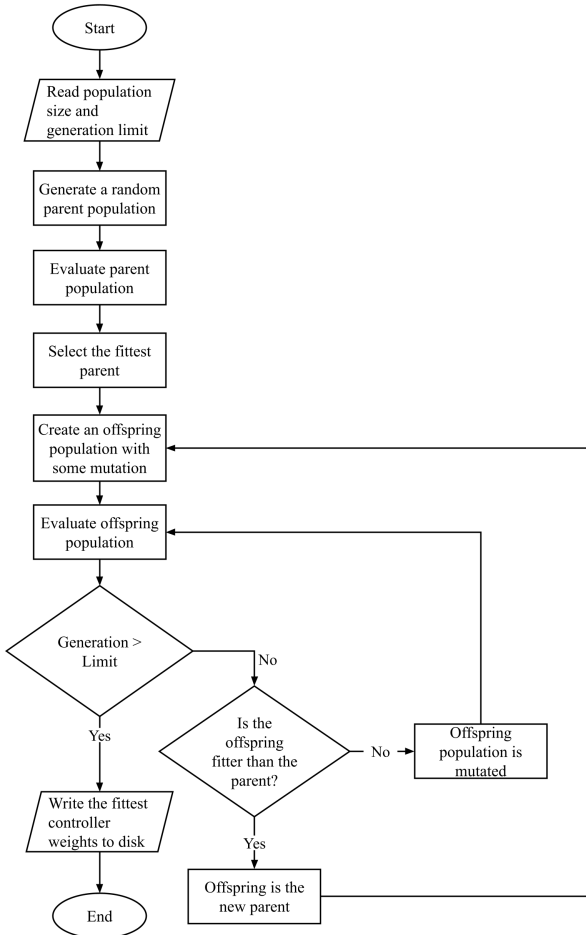 Start
Read population
size and
generation limit
Generate a random
parent population
Evaluate parent
population
Select the fittest
parent
Create an offspring
population with
some mutation
Evaluate offspring
population
Generation >
Limit
No
Is the
offspring
fitter than the
parent?
No
Offspring
population is
mutated
Yes
Write the fittest
controller
weights to disk
Yes
Offspring is the
new parent
End